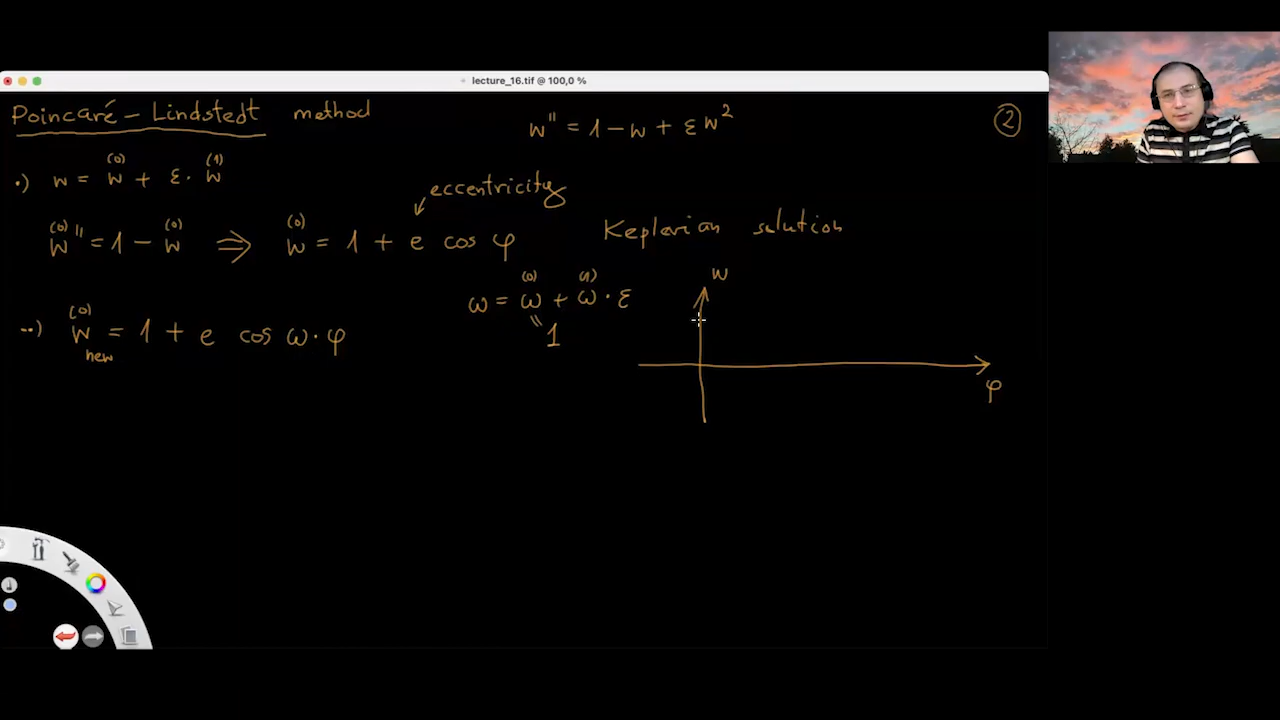 lecture_16.tif @ 100,0 %
Poincaré – Lindstedt method
w'' = 1 - w + εw²
②
•) w = w⁽⁰⁾ + ε · w⁽¹⁾
eccentricity
w⁽⁰⁾'' = 1 - w⁽⁰⁾ ⇒ w⁽⁰⁾ = 1 + e cos φ
Keplerian solution
ω = ω⁽⁰⁾ + ω⁽¹⁾ · ε
‖
1
••) w⁽⁰⁾ = 1 + e cos ω · φ
new
w
φ